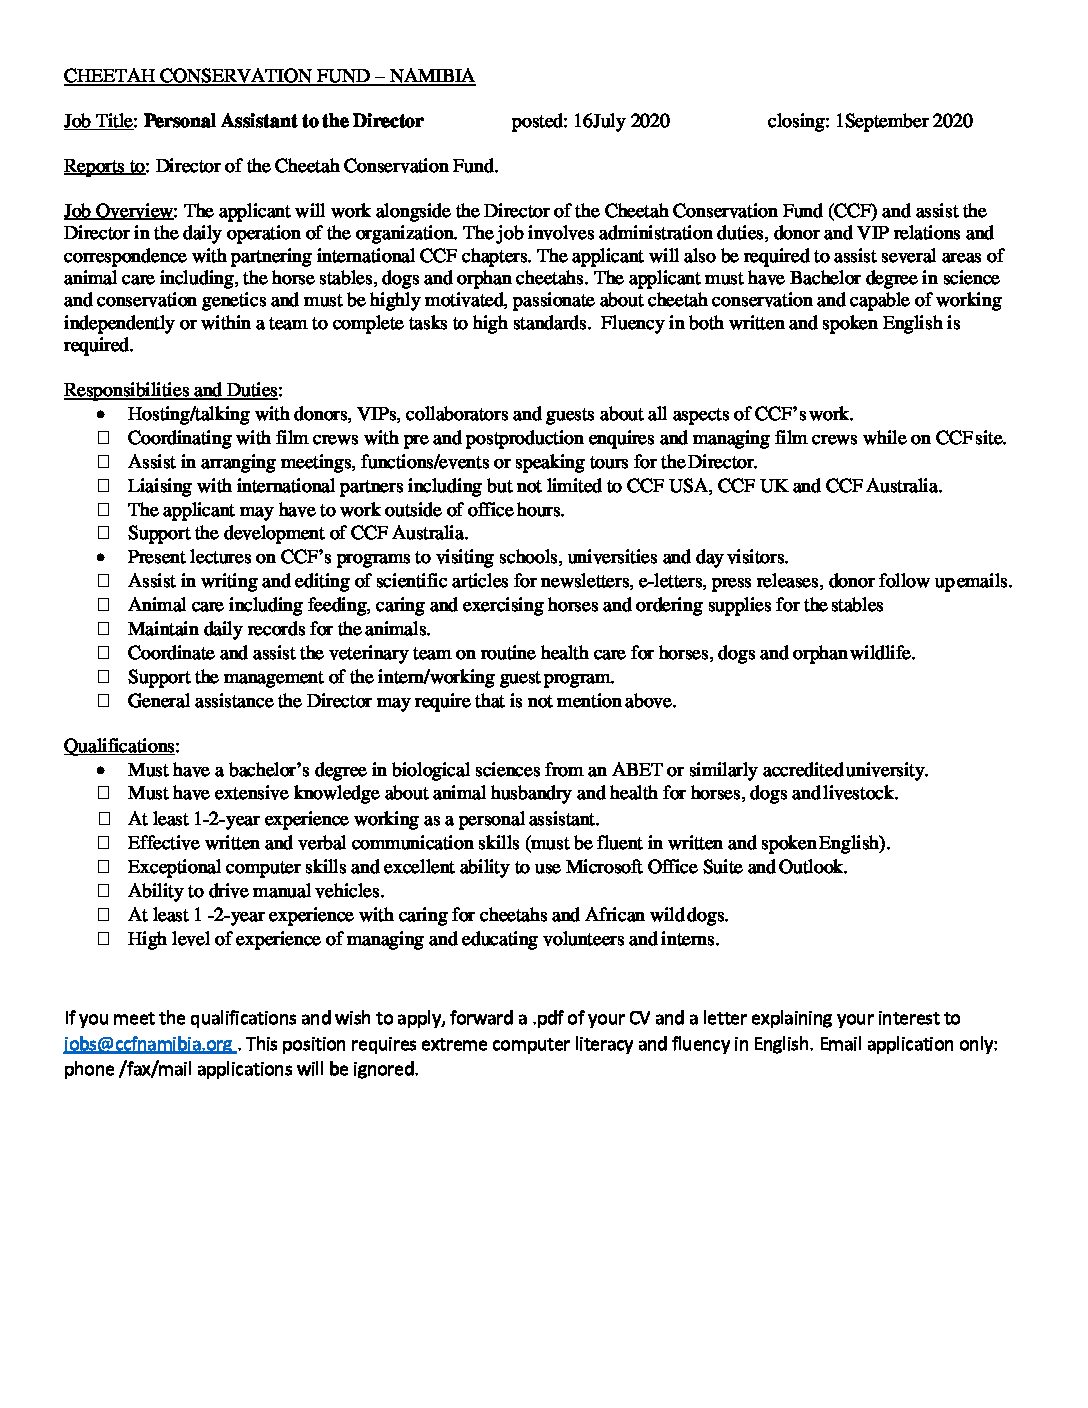 CHEETAH CONSERVATION FUND – NAMIBIA
Job Title: Personal Assistant to the Director posted: 16July 2020 closing: 1September 2020
Reports to: Director of the Cheetah Conservation Fund.
Job Overview: The applicant will work alongside the Director of the Cheetah Conservation Fund (CCF) and assist the
Director in the daily operation of the organization. The job involves administration duties, donor and VIP relations and
correspondence with partnering international CCF chapters. The applicant will also be required to assist several areas of
animal care including, the horse stables, dogs and orphan cheetahs. The applicant must have Bachelor degree in science
and conservation genetics and must be highly motivated, passionate about cheetah conservation and capable of working
independently or within a team to complete tasks to high standards. Fluency in both written and spoken English is
required.
Responsibilities and Duties:
• Hosting/talking with donors, VIPs, collaborators and guests about all aspects of CCF's work.
□ Coordinating with film crews with pre and postproduction enquires and managing film crews while on CCF site.
□ Assist in arranging meetings, functions/events or speaking tours for the Director.
□ Liaising with international partners including but not limited to CCF USA, CCF UK and CCF Australia.
□ The applicant may have to work outside of office hours.
□ Support the development of CCF Australia.
• Present lectures on CCF's programs to visiting schools, universities and day visitors.
□ Assist in writing and editing of scientific articles for newsletters, e-letters, press releases, donor follow up emails.
□ Animal care including feeding, caring and exercising horses and ordering supplies for the stables
□ Maintain daily records for the animals.
□ Coordinate and assist the veterinary team on routine health care for horses, dogs and orphan wildlife.
□ Support the management of the intern/working guest program.
□ General assistance the Director may require that is not mention above.
Qualifications:
• Must have a bachelor's degree in biological sciences from an ABET or similarly accredited university.
□ Must have extensive knowledge about animal husbandry and health for horses, dogs and livestock.
□ At least 1-2-year experience working as a personal assistant.
□ Effective written and verbal communication skills (must be fluent in written and spoken English).
□ Exceptional computer skills and excellent ability to use Microsoft Office Suite and Outlook.
□ Ability to drive manual vehicles.
□ At least 1 -2-year experience with caring for cheetahs and African wild dogs.
□ High level of experience of managing and educating volunteers and interns.
If you meet the qualifications and wish to apply, forward a .pdf of your CV and a letter explaining your interest to
jobs@ccfnamibia.org . This position requires extreme computer literacy and fluency in English. Email application only:
phone /fax/mail applications will be ignored.